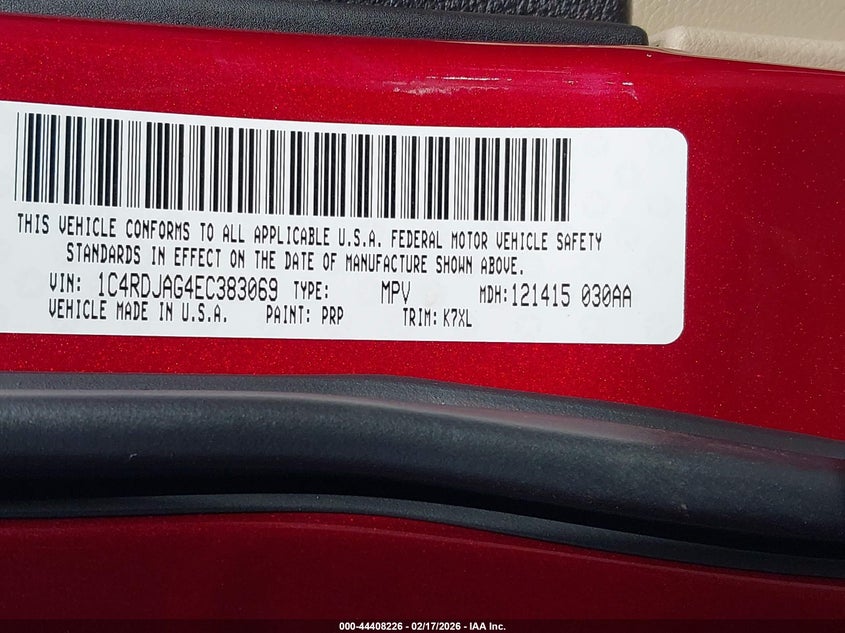 THIS VEHICLE CONFORMS TO ALL APPLICABLE U.S.A. FEDERAL MOTOR VEHICLE SAFETY
STANDARDS IN EFFECT ON THE DATE OF MANUFACTURE SHOWN ABOVE.
VIN: 1C4RDJAG4EC383069 TYPE: MPV MDH:121415 030AA
VEHICLE MADE IN U.S.A. PAINT: PRP TRIM: K7XL
000-44408226 - 02/17/2026 - IAA Inc.